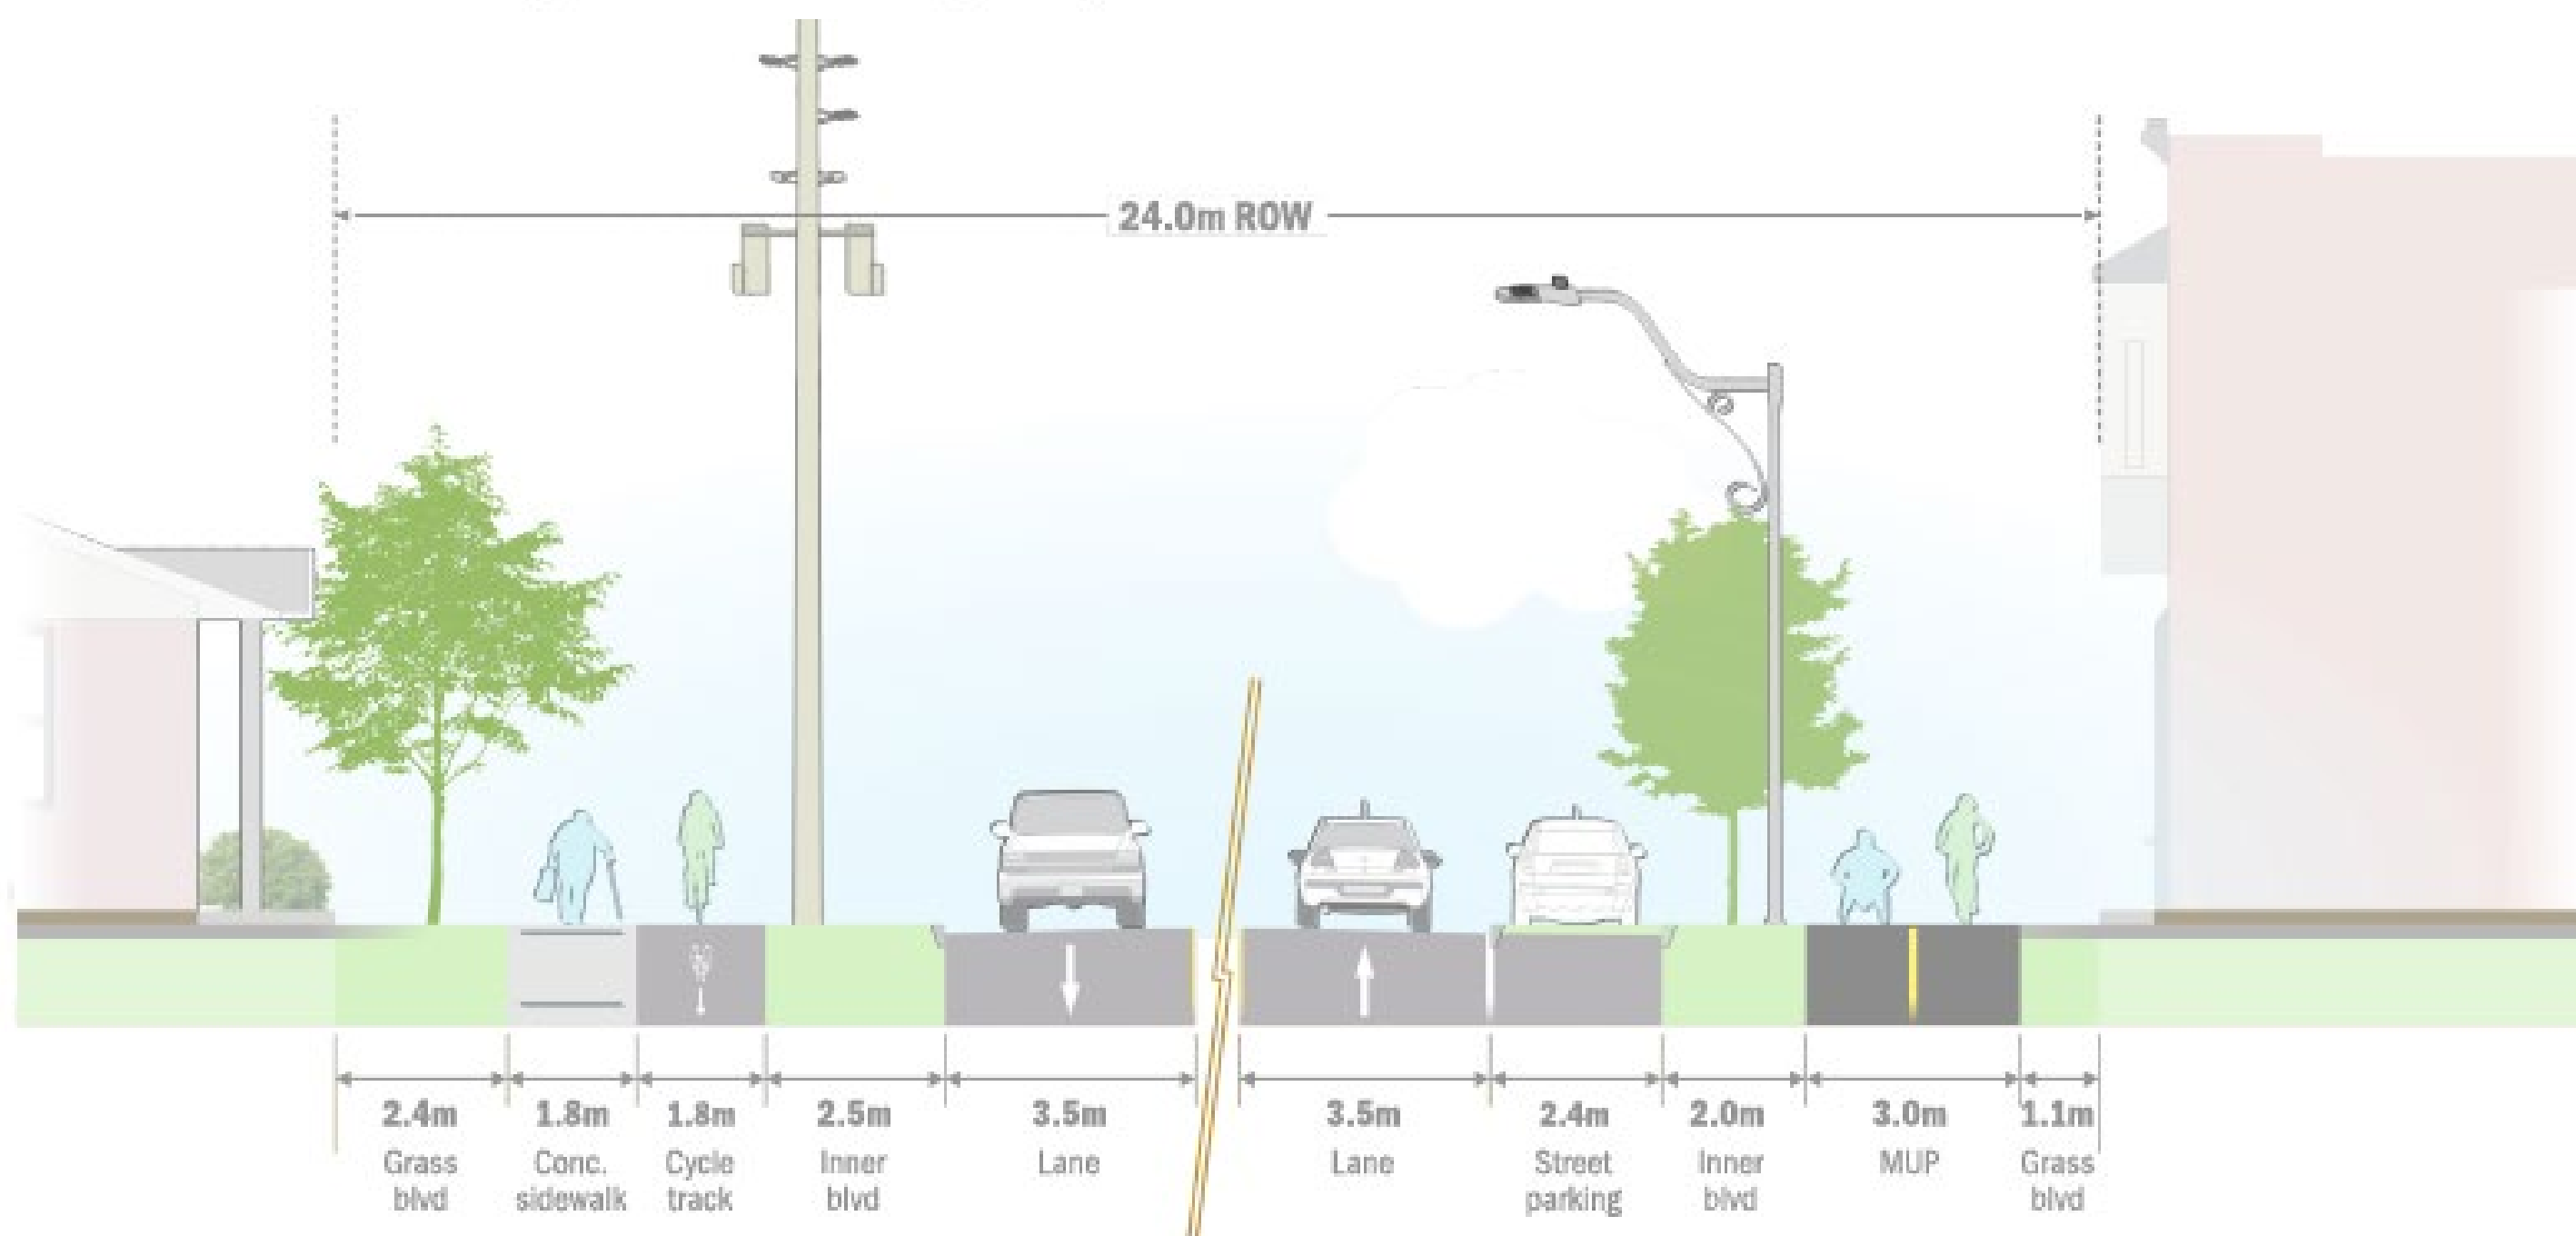 24.0m ROW
2.4m 1.8m 1.8m 2.5m 3.5m 3.5m 2.4m 2.0m 3.0m 1.1m
Grass Conc. Cycle Inner Lane Lane Street Inner MUP Grass
blvd sidewalk track blvd parking blvd blvd